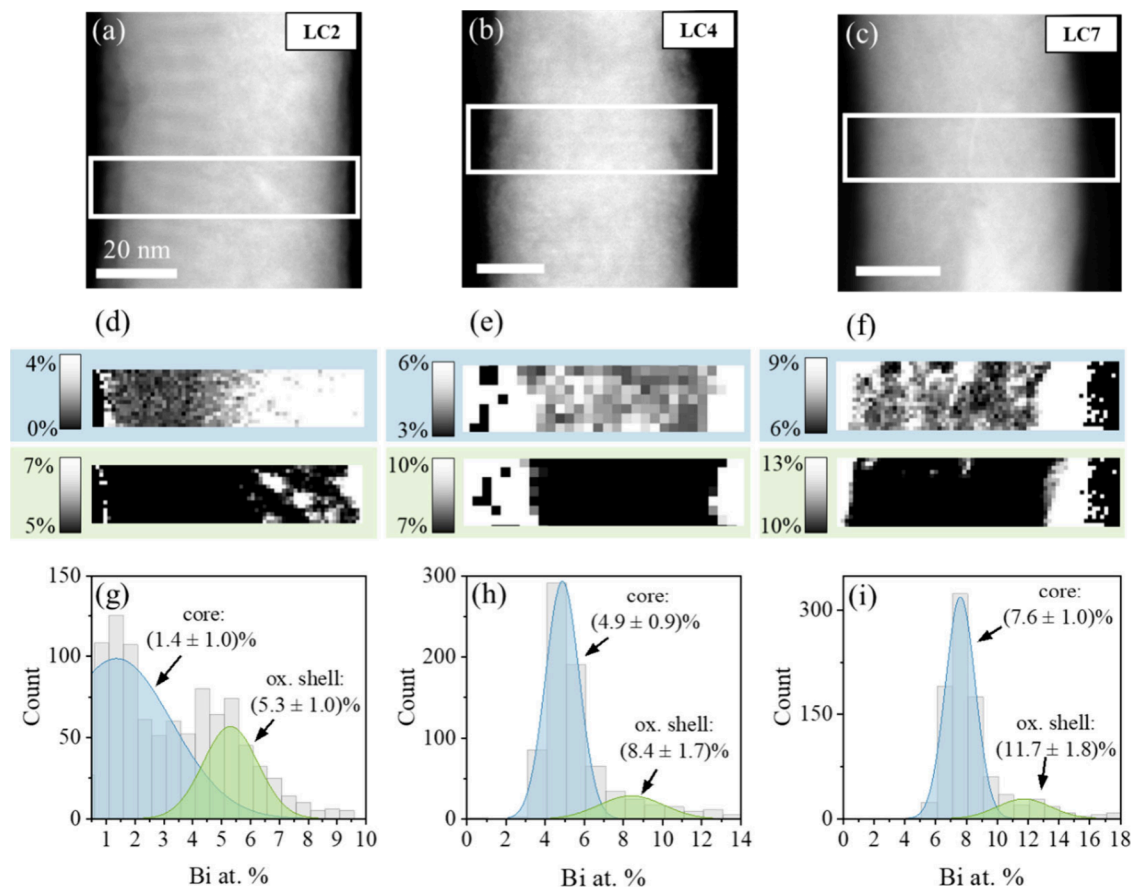 (a) LC2
(b) LC4
(c) LC7
20 nm
(d) (e) (f)
4% 6% 9%
0% 3% 6%
7% 10% 13%
5% 7% 10%
(g)
150
100
50
0
Count
core:
(1.4 ± 1.0)%
ox. shell:
(5.3 ± 1.0)%
1 2 3 4 5 6 7 8 9 10
Bi at. %
(h)
300
200
100
0
Count
core:
(4.9 ± 0.9)%
ox. shell:
(8.4 ± 1.7)%
0 2 4 6 8 10 12 14
Bi at. %
(i)
300
150
0
Count
core:
(7.6 ± 1.0)%
ox. shell:
(11.7 ± 1.8)%
0 2 4 6 8 10 12 14 16 18
Bi at. %